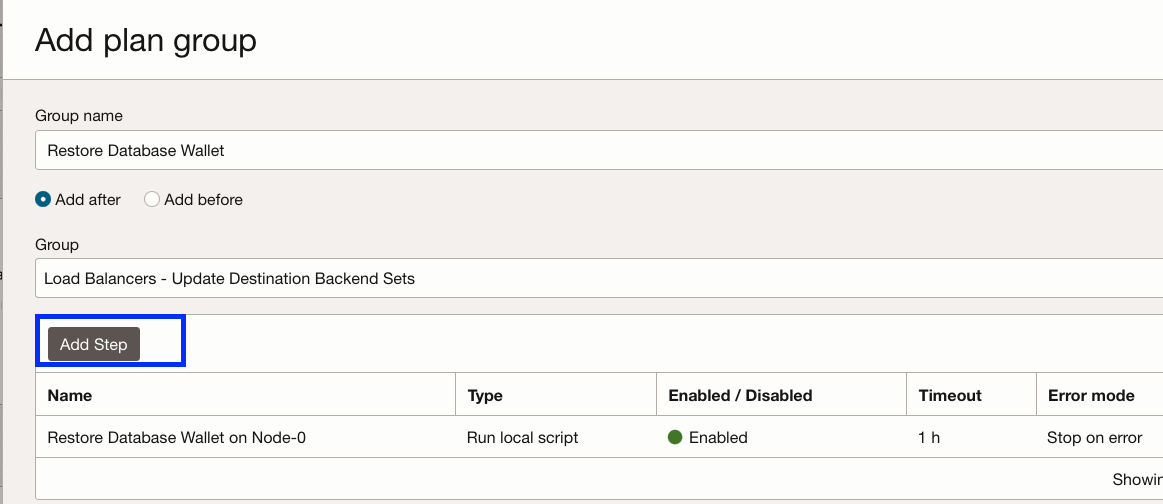 Add plan group
Group name
Restore Database Wallet
Add after Add before
Group
Load Balancers - Update Destination Backend Sets
Add Step
Name Type Enabled / Disabled Timeout Error mode
Restore Database Wallet on Node-0 Run local script Enabled 1 h Stop on error